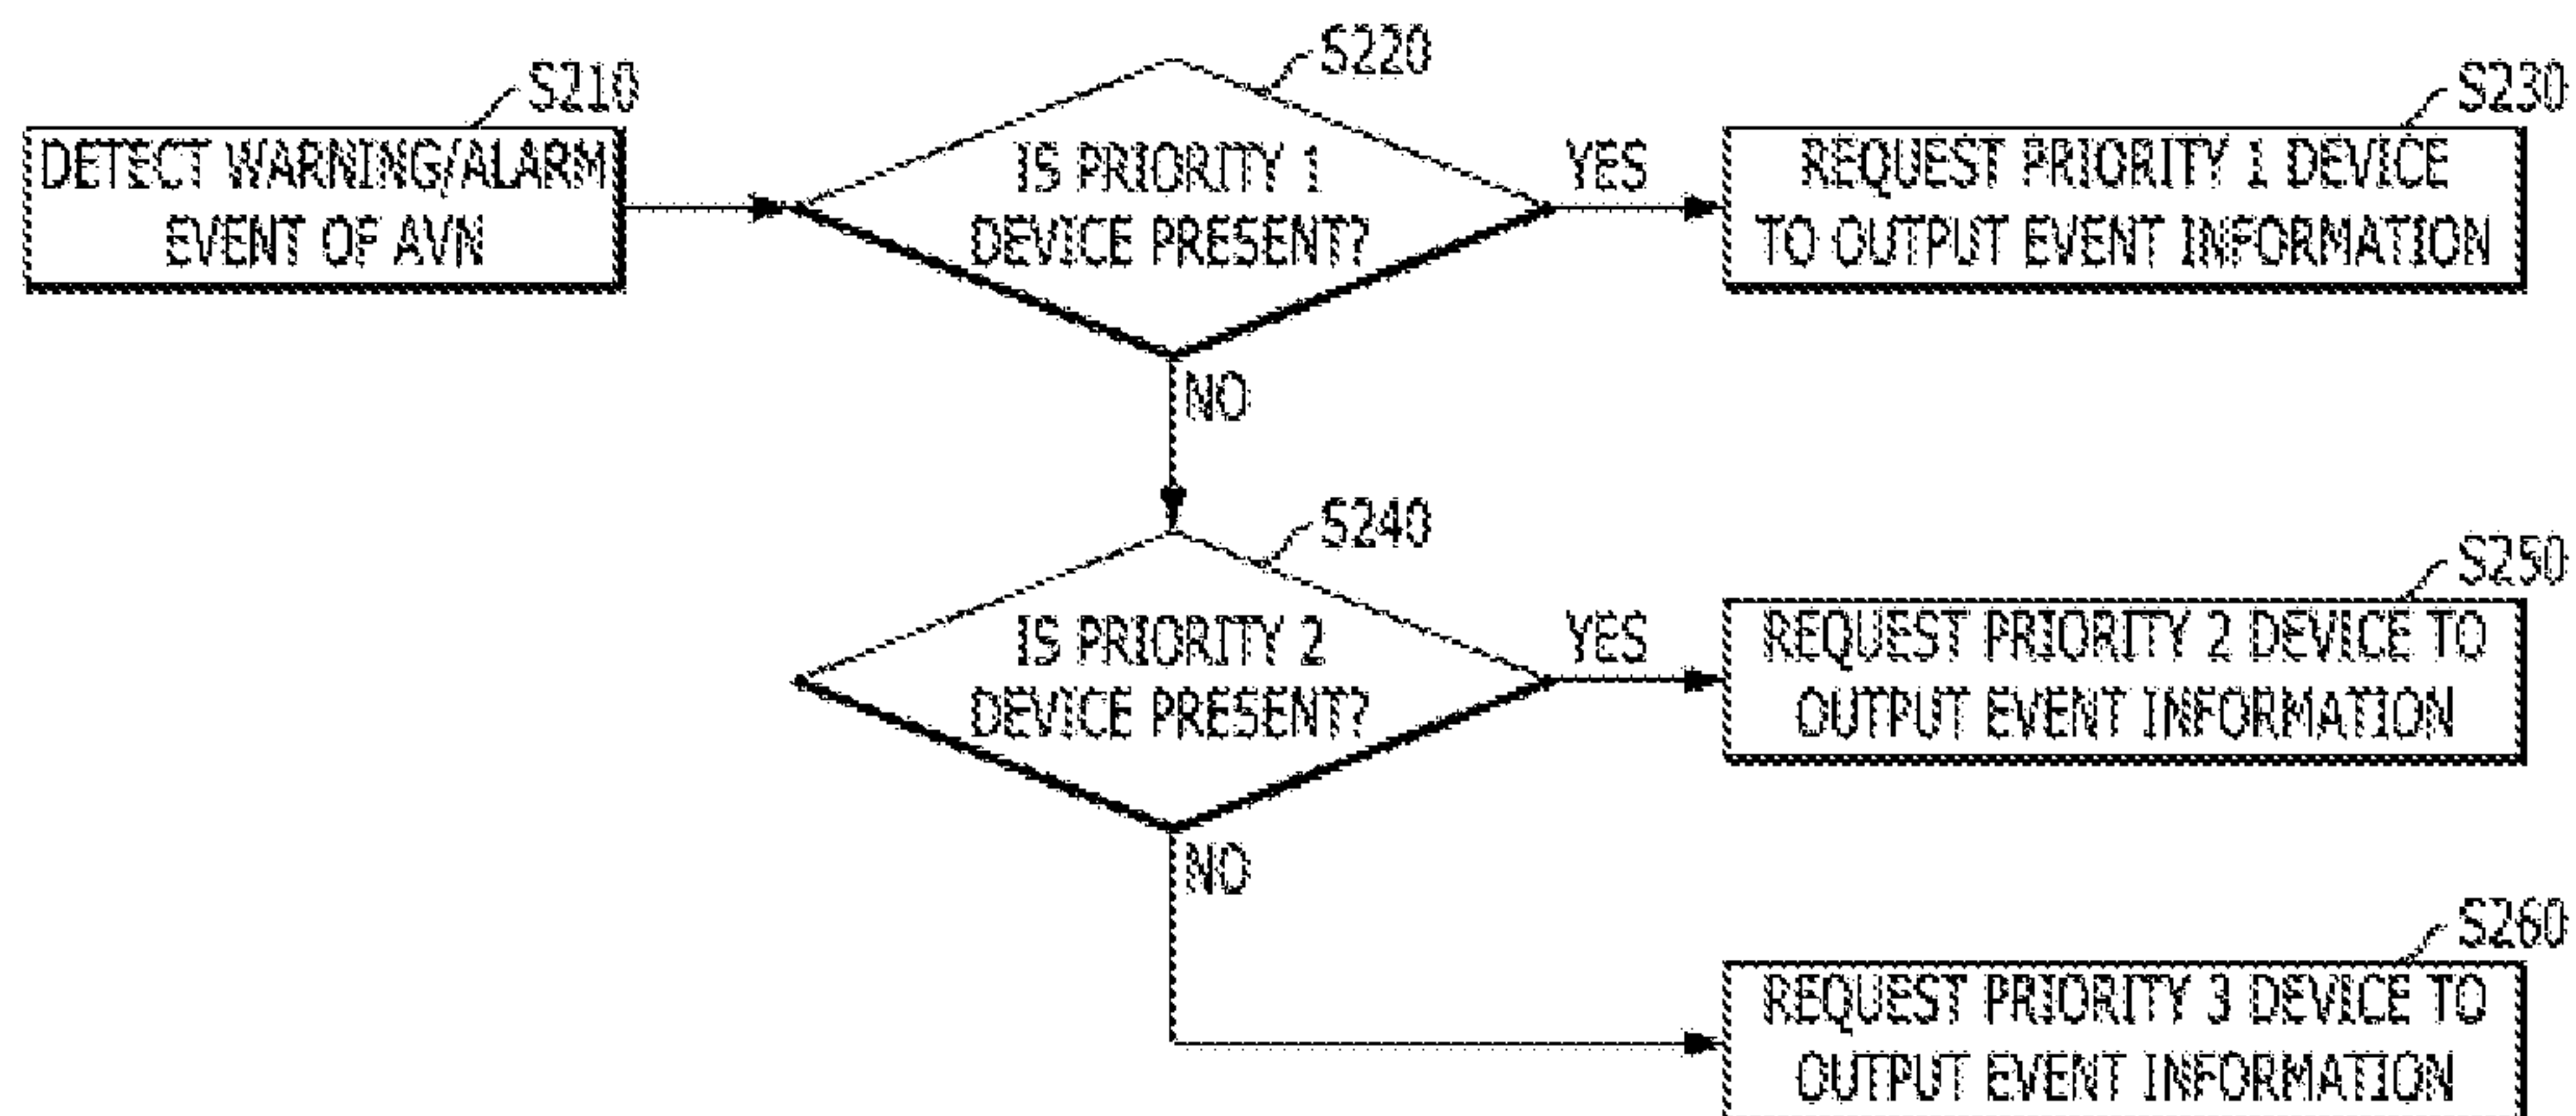 S210
DETECT WARNING/ALARM
EVENT OF AVN
S220
IS PRIORITY 1
DEVICE PRESENT?
YES
S230
REQUEST PRIORITY 1 DEVICE
TO OUTPUT EVENT INFORMATION
NO
S240
IS PRIORITY 2
DEVICE PRESENT?
YES
S250
REQUEST PRIORITY 2 DEVICE TO
OUTPUT EVENT INFORMATION
NO
S260
REQUEST PRIORITY 3 DEVICE TO
OUTPUT EVENT INFORMATION